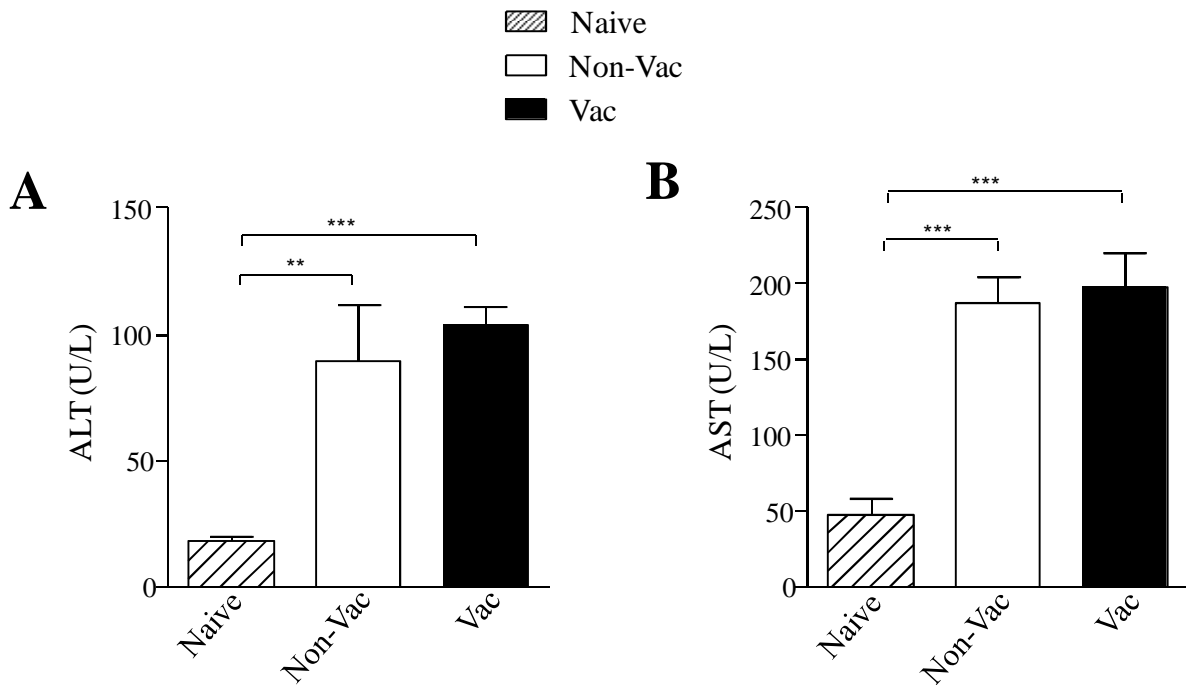 Naive
Non-Vac
Vac
A
150
100
50
0
ALT (U/L)
***
**
Naive
Non-Vac
Vac
B
250
200
150
100
50
0
AST (U/L)
***
***
Naive
Non-Vac
Vac